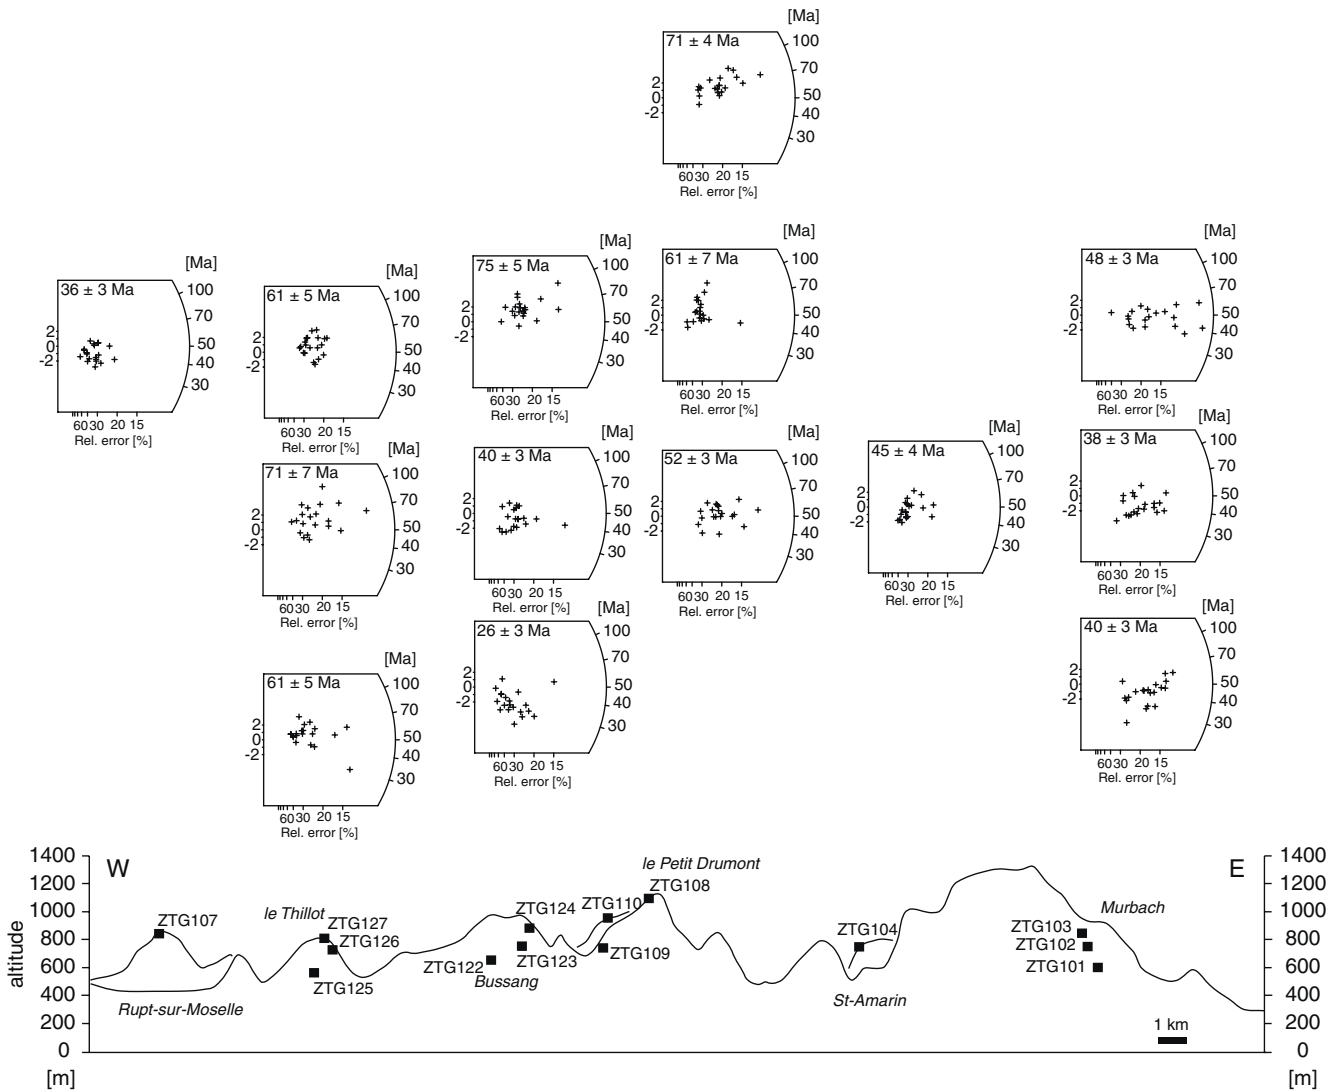 [Ma]
71 ± 4 Ma
100
70
50
40
30
2
0
-2
60 30 20 15
Rel. error [%]
[Ma]
36 ± 3 Ma
100
70
50
40
30
2
0
-2
60 30 20 15
Rel. error [%]
[Ma]
61 ± 5 Ma
100
70
50
40
30
2
0
-2
60 30 20 15
Rel. error [%]
[Ma]
75 ± 5 Ma
100
70
50
40
30
2
0
-2
60 30 20 15
Rel. error [%]
[Ma]
61 ± 7 Ma
100
70
50
40
30
2
0
-2
60 30 20 15
Rel. error [%]
[Ma]
48 ± 3 Ma
100
70
50
40
30
2
0
-2
60 30 20 15
Rel. error [%]
[Ma]
71 ± 7 Ma
100
70
50
40
30
2
0
-2
60 30 20 15
Rel. error [%]
[Ma]
40 ± 3 Ma
100
70
50
40
30
2
0
-2
60 30 20 15
Rel. error [%]
[Ma]
52 ± 3 Ma
100
70
50
40
30
2
0
-2
60 30 20 15
Rel. error [%]
[Ma]
45 ± 4 Ma
100
70
50
40
30
2
0
-2
60 30 20 15
Rel. error [%]
[Ma]
38 ± 3 Ma
100
70
50
40
30
2
0
-2
60 30 20 15
Rel. error [%]
[Ma]
61 ± 5 Ma
100
70
50
40
30
2
0
-2
60 30 20 15
Rel. error [%]
[Ma]
26 ± 3 Ma
100
70
50
40
30
2
0
-2
60 30 20 15
Rel. error [%]
[Ma]
40 ± 3 Ma
100
70
50
40
30
2
0
-2
60 30 20 15
Rel. error [%]
altitude
1400
1200
1000
800
600
400
200
0
[m]
W
E
ZTG107
Rupt-sur-Moselle
le Thillot
ZTG127
ZTG126
ZTG125
ZTG124
ZTG123
ZTG122
Bussang
ZTG110
ZTG109
le Petit Drumont
ZTG108
ZTG104
St-Amarin
Murbach
ZTG103
ZTG102
ZTG101
1 km
1400
1200
1000
800
600
400
200
0
[m]